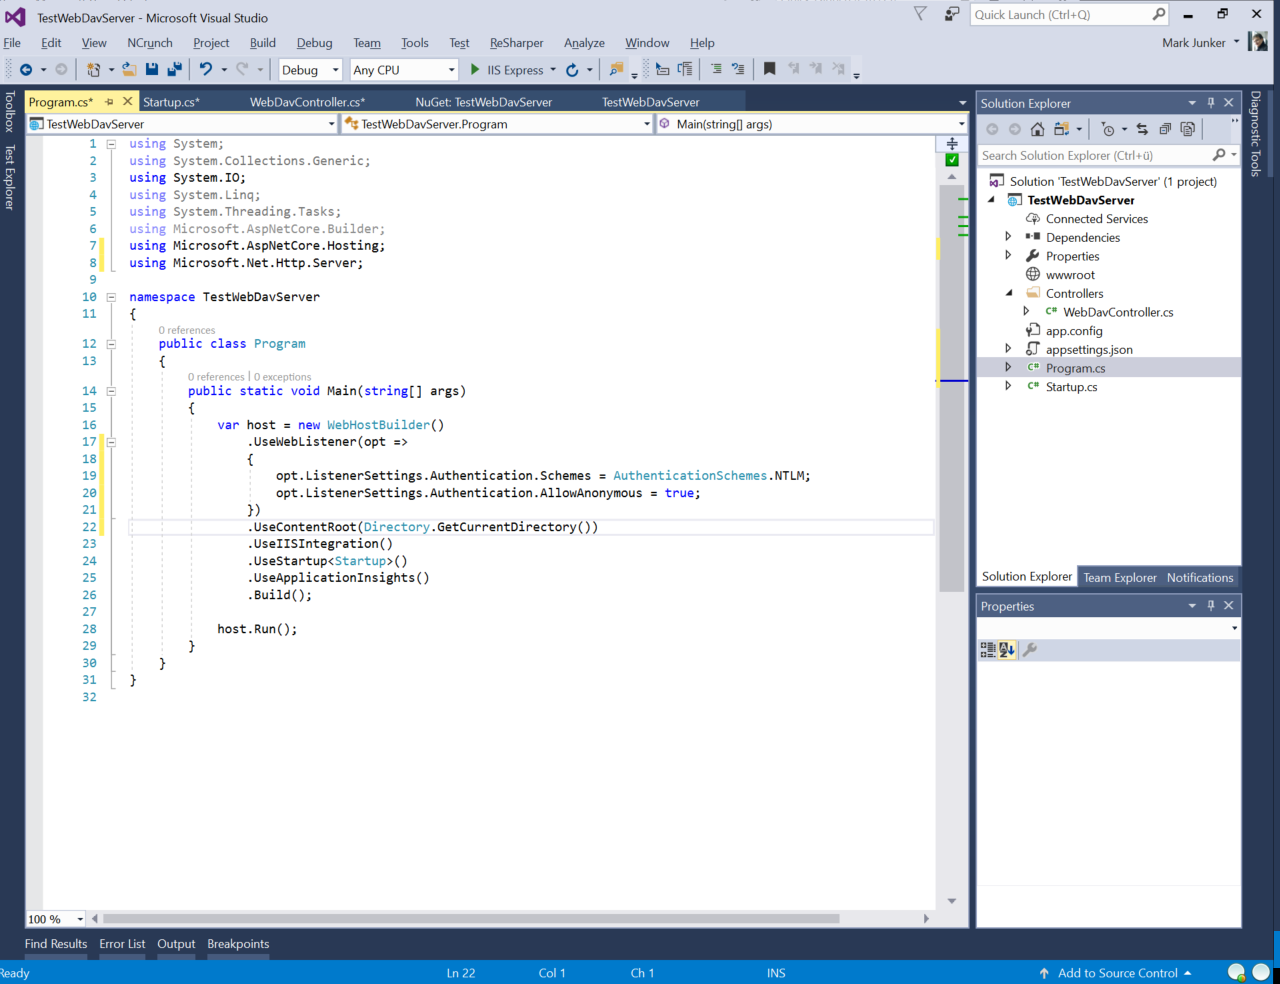 TestWebDavServer - Microsoft Visual Studio
Quick Launch (Ctrl+Q)
File Edit View NCrunch Project Build Debug Team Tools Test ReSharper Analyze Window Help
Mark Junker
Debug Any CPU IIS Express
Toolbox
Test Explorer
Program.cs* Startup.cs* WebDavController.cs* NuGet: TestWebDavServer TestWebDavServer
TestWebDavServer TestWebDavServer.Program Main(string[] args)
1 using System;
2 using System.Collections.Generic;
3 using System.IO;
4 using System.Linq;
5 using System.Threading.Tasks;
6 using Microsoft.AspNetCore.Builder;
7 using Microsoft.AspNetCore.Hosting;
8 using Microsoft.Net.Http.Server;
9
10 namespace TestWebDavServer
11 {
0 references
12 public class Program
13 {
0 references | 0 exceptions
14 public static void Main(string[] args)
15 {
16 var host = new WebHostBuilder()
17 .UseWebListener(opt =>
18 {
19 opt.ListenerSettings.Authentication.Schemes = AuthenticationSchemes.NTLM;
20 opt.ListenerSettings.Authentication.AllowAnonymous = true;
21 })
22 .UseContentRoot(Directory.GetCurrentDirectory())
23 .UseIISIntegration()
24 .UseStartup<Startup>()
25 .UseApplicationInsights()
26 .Build();
27
28 host.Run();
29 }
30 }
31 }
32
100 %
Solution Explorer
Search Solution Explorer (Ctrl+ü)
Solution 'TestWebDavServer' (1 project)
TestWebDavServer
Connected Services
Dependencies
Properties
wwwroot
Controllers
C# WebDavController.cs
app.config
appsettings.json
C# Program.cs
C# Startup.cs
Solution Explorer Team Explorer Notifications
Properties
Diagnostic Tools
Find Results Error List Output Breakpoints
Ready Ln 22 Col 1 Ch 1 INS Add to Source Control